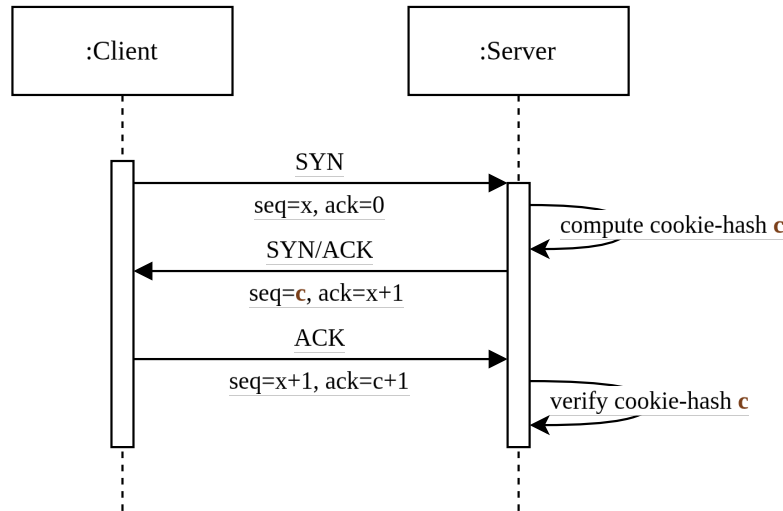 :Client
:Server
SYN
seq=x, ack=0
compute cookie-hash c
SYN/ACK
seq=c, ack=x+1
ACK
seq=x+1, ack=c+1
verify cookie-hash c